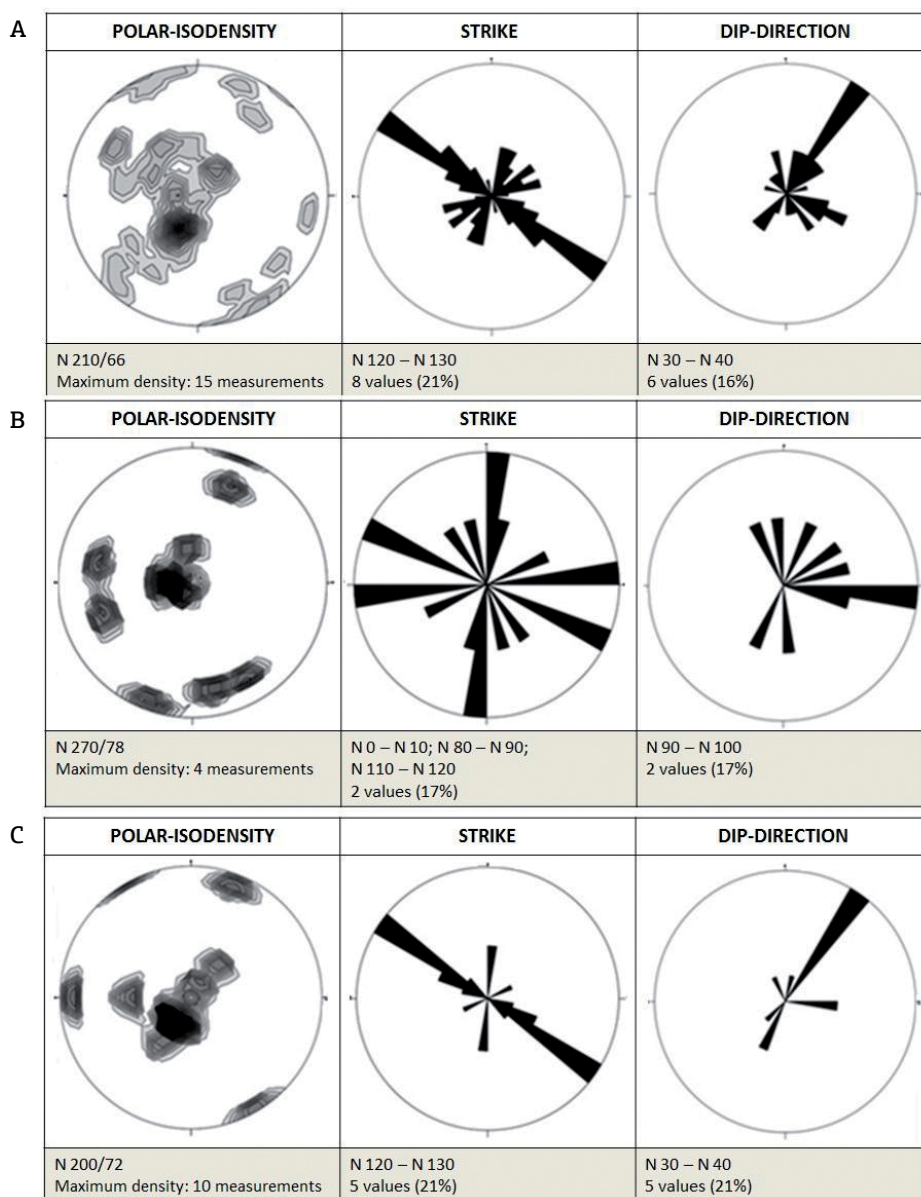 A
POLAR-ISODENSITY STRIKE DIP-DIRECTION
N 210/66
Maximum density: 15 measurements
N 120 – N 130
8 values (21%)
N 30 – N 40
6 values (16%)
B
POLAR-ISODENSITY STRIKE DIP-DIRECTION
N 270/78
Maximum density: 4 measurements
N 0 – N 10; N 80 – N 90;
N 110 – N 120
2 values (17%)
N 90 – N 100
2 values (17%)
C
POLAR-ISODENSITY STRIKE DIP-DIRECTION
N 200/72
Maximum density: 10 measurements
N 120 – N 130
5 values (21%)
N 30 – N 40
5 values (21%)